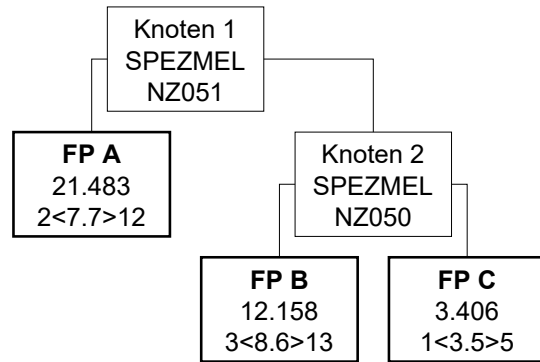 Knoten 1
SPEZMEL
NZ051
FP A
21.483
2<7.7>12
Knoten 2
SPEZMEL
NZ050
FP B
12.158
3<8.6>13
FP C
3.406
1<3.5>5